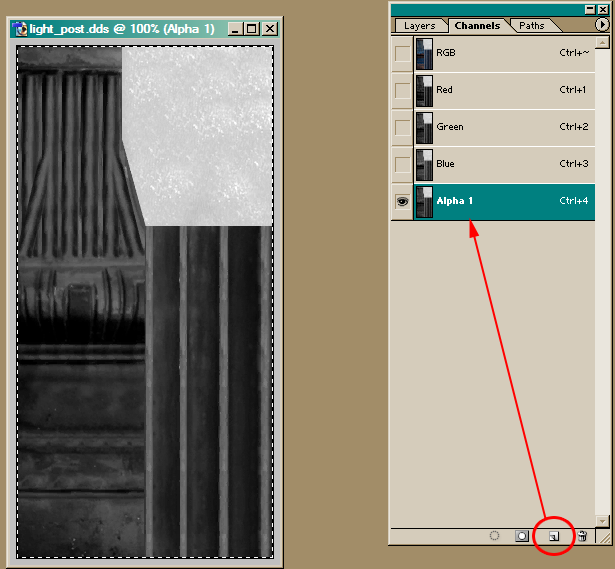 light_post.dds @ 100% (Alpha 1)
Layers Channels Paths
RGB Ctrl+~
Red Ctrl+1
Green Ctrl+2
Blue Ctrl+3
Alpha 1 Ctrl+4